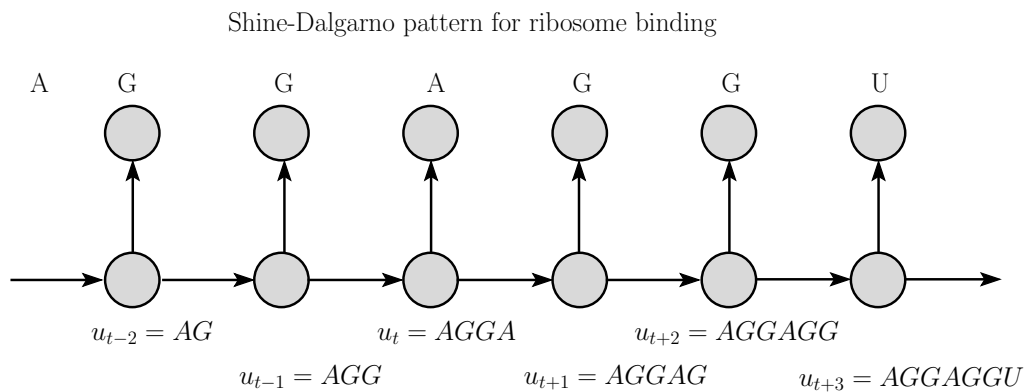 Shine-Dalgarno pattern for ribosome binding
A G G A G G U
u_{t-2} = AG u_t = AGGA u_{t+2} = AGGAGG
u_{t-1} = AGG u_{t+1} = AGGAG u_{t+3} = AGGAGGU